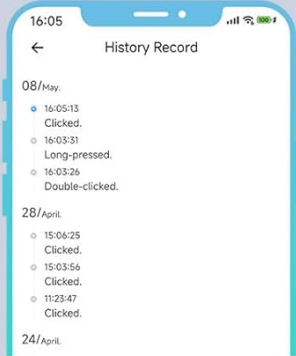 16:05
History Record
08/May.
16:05:13
Clicked.
16:03:31
Long-pressed.
16:03:26
Double-clicked.
28/April.
15:06:25
Clicked.
15:03:56
Clicked.
11:23:47
Clicked.
24/April.